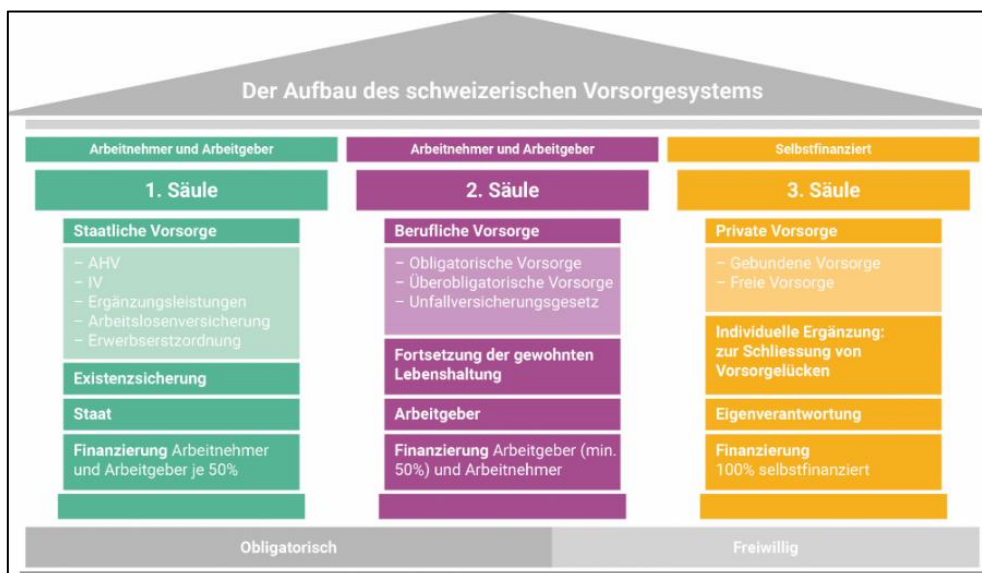 Der Aufbau des schweizerischen Vorsorgesystems
Arbeitnehmer und Arbeitgeber
1. Säule
Staatliche Vorsorge
– AHV
– IV
– Ergänzungsleistungen
– Arbeitslosenversicherung
– Erwerbserstzordnung
Existenzsicherung
Staat
Finanzierung Arbeitnehmer
und Arbeitgeber je 50%
Arbeitnehmer und Arbeitgeber
2. Säule
Berufliche Vorsorge
– Obligatorische Vorsorge
– Überobligatorische Vorsorge
– Unfallversicherungsgesetz
Fortsetzung der gewohnten
Lebenshaltung
Arbeitgeber
Finanzierung Arbeitgeber (min.
50%) und Arbeitnehmer
Selbstfinanziert
3. Säule
Private Vorsorge
– Gebundene Vorsorge
– Freie Vorsorge
Individuelle Ergänzung:
zur Schliessung von
Vorsorgelücken
Eigenverantwortung
Finanzierung
100% selbstfinanziert
Obligatorisch
Freiwillig